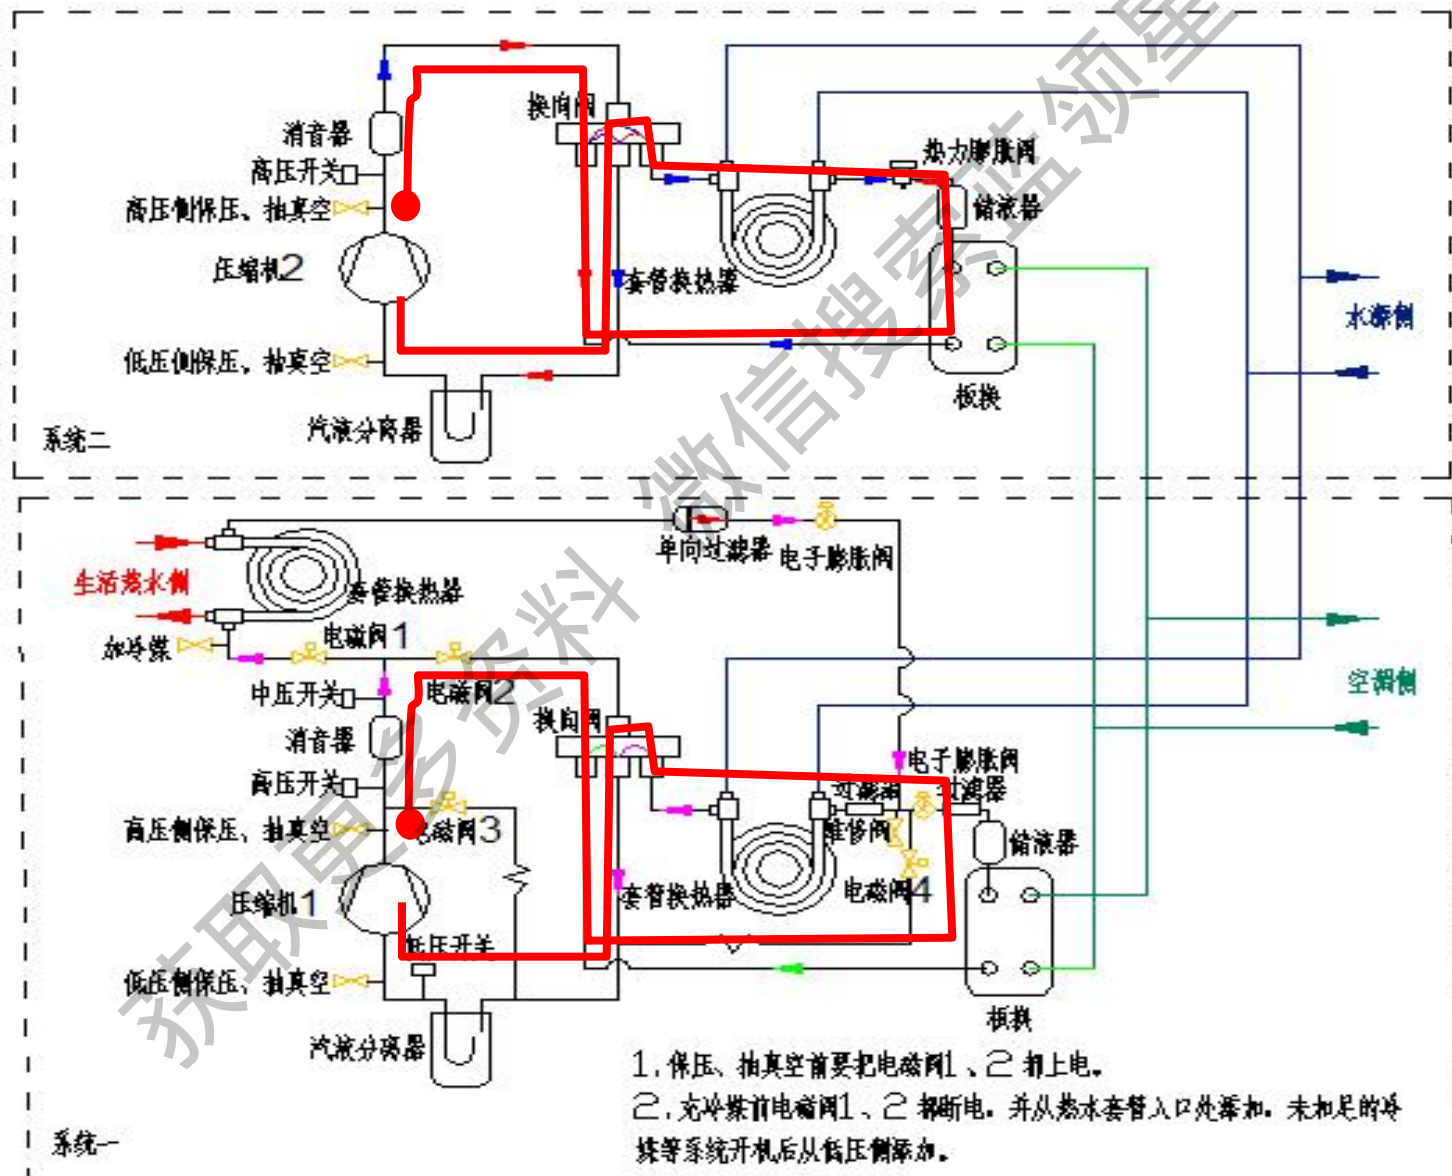 换向阀
消音器
高压开关
热力膨胀阀
高压侧保压、抽真空
储液器
压缩机2
套管换热器
水源侧
低压侧保压、抽真空
板换
汽液分离器
系统二
单向过滤器
电子膨胀阀
生活热水侧
套管换热器
加冷媒
电磁阀1
中压开关
电磁阀2
空调侧
换向阀
消音器
电子膨胀阀
高压开关
过滤器
过滤器
高压侧保压、抽真空
电磁阀3
维修阀
储液器
压缩机1
套管换热器
电磁阀4
低压开关
低压侧保压、抽真空
板换
汽液分离器
1.保压、抽真空前要把电磁阀1、2都上电。
2.充冷媒前电磁阀1、2都断电。并从热水套管入口处添加。未加足的冷
媒等系统开机后从低压侧添加。
系统一
获取更多资料 微信搜索蓝领星